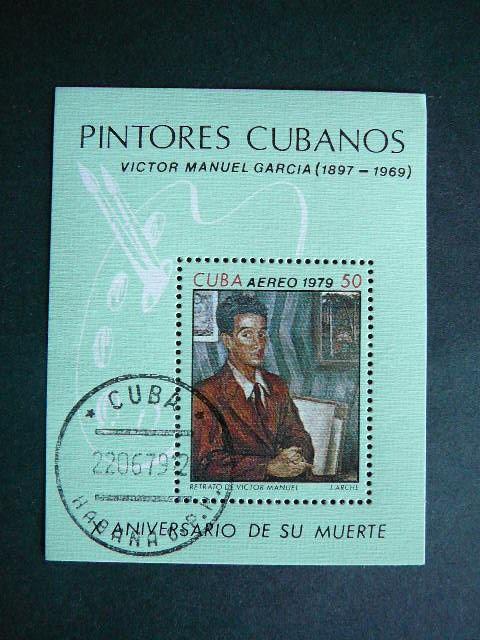 PINTORES CUBANOS
VICTOR MANUEL GARCIA (1897 - 1969)
CUBA AEREO 1979 50
RETRATO DE VICTOR MANUEL J. ARCHE
CUBA
220679
HABANA
X ANIVERSARIO DE SU MUERTE